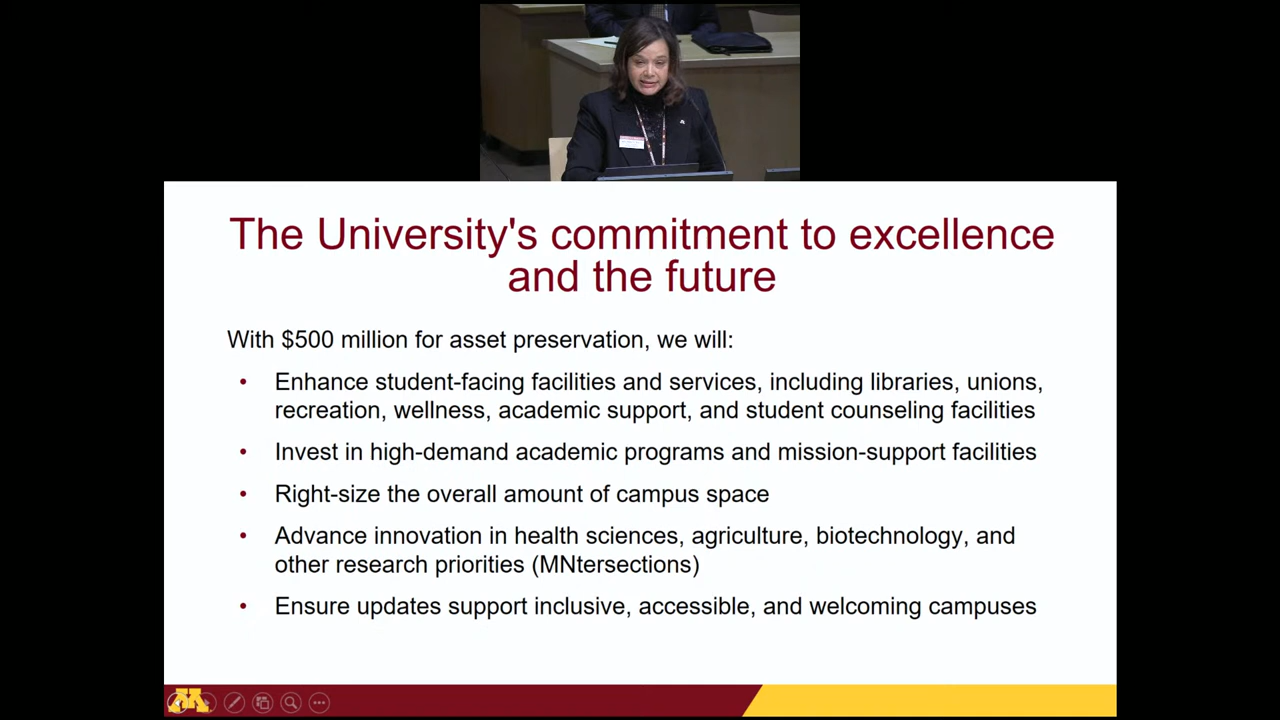 The University's commitment to excellence
and the future
With $500 million for asset preservation, we will:
• Enhance student-facing facilities and services, including libraries, unions,
recreation, wellness, academic support, and student counseling facilities
• Invest in high-demand academic programs and mission-support facilities
• Right-size the overall amount of campus space
• Advance innovation in health sciences, agriculture, biotechnology, and
other research priorities (MNtersections)
• Ensure updates support inclusive, accessible, and welcoming campuses
M